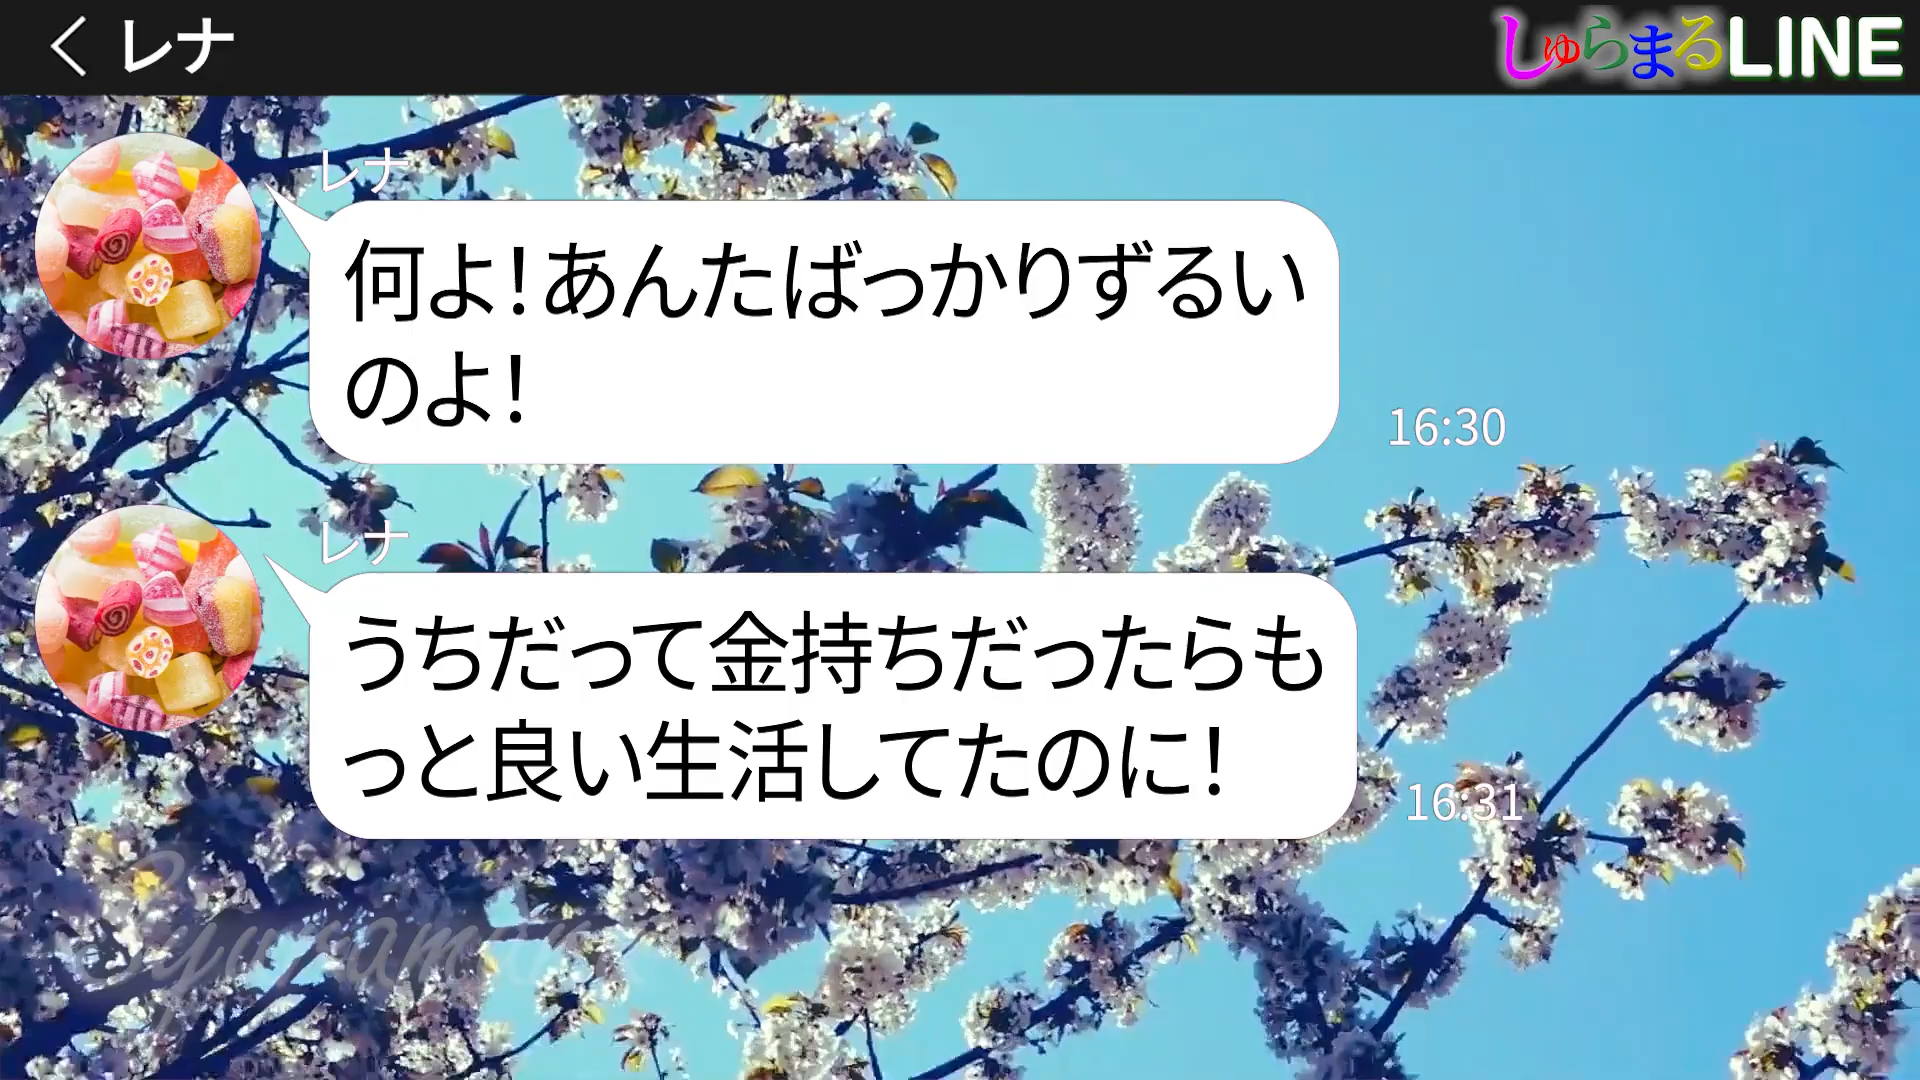 レナ
しゅらまるLINE
レナ
何よ!あんたばっかりずるい
のよ!
16:30
レナ
うちだって金持ちだったらも
っと良い生活してたのに!
16:31